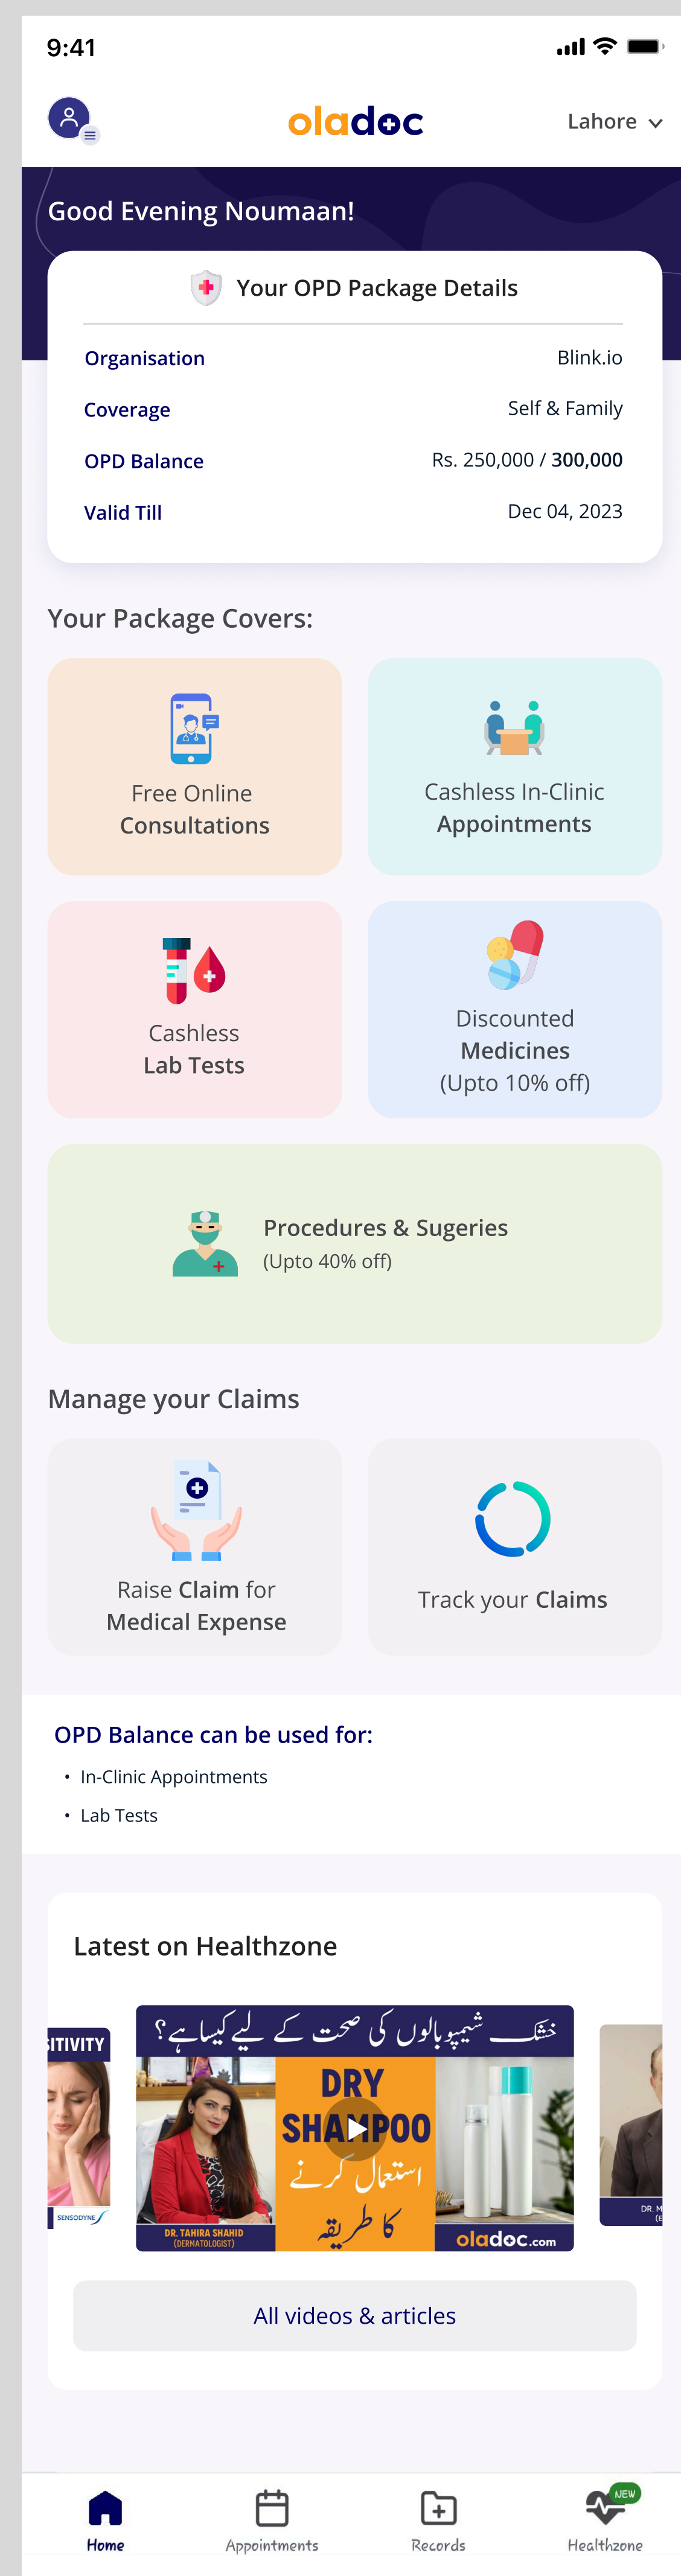 9:41
oladoc
Lahore
Good Evening Noumaan!
Your OPD Package Details
Organisation Blink.io
Coverage Self & Family
OPD Balance Rs. 250,000 / 300,000
Valid Till Dec 04, 2023
Your Package Covers:
Free Online
Consultations
Cashless In-Clinic
Appointments
Cashless
Lab Tests
Discounted
Medicines
(Upto 10% off)
Procedures & Sugeries
(Upto 40% off)
Manage your Claims
Raise Claim for
Medical Expense
Track your Claims
OPD Balance can be used for:
• In-Clinic Appointments
• Lab Tests
Latest on Healthzone
SITIVITY
SENSODYNE
خشک شیمپو بالوں کی صحت کے لیے کیسا ہے؟
DRY
SHAMPOO
استعمال کرنے
کا طریقہ
DR. TAHIRA SHAHID
(DERMATOLOGIST)
oladoc.com
DR. M
(E
All videos & articles
Home
Appointments
Records
NEW
Healthzone